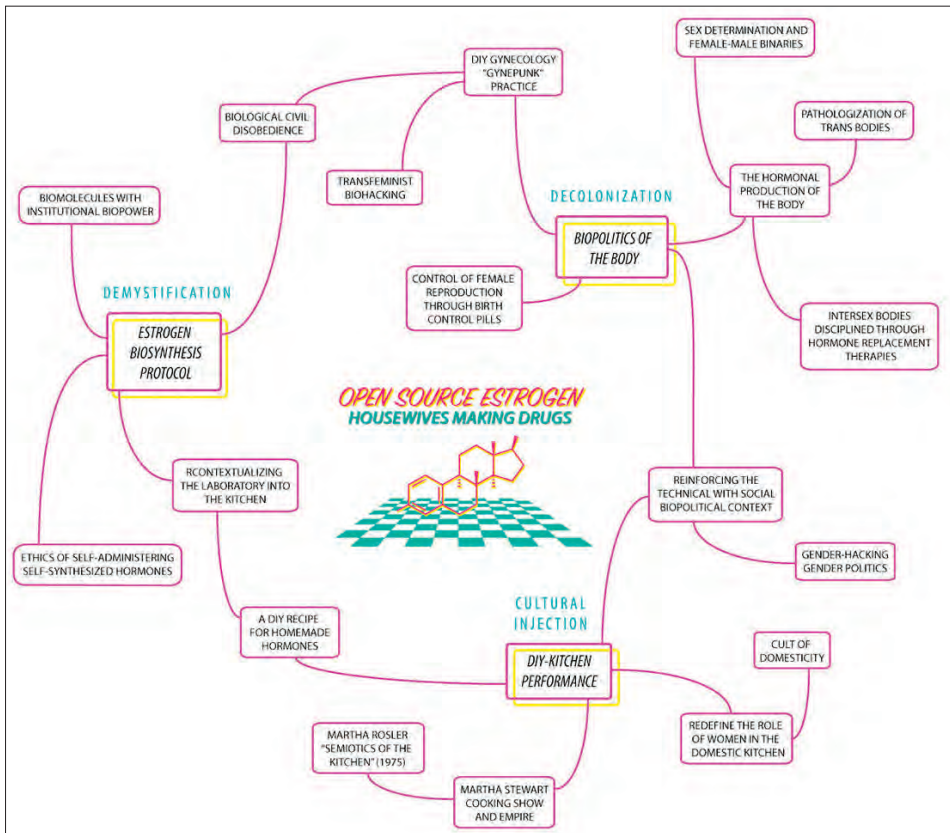 SEX DETERMINATION AND
FEMALE-MALE BINARIES
DIY GYNECOLOGY
"GYNEPUNK"
PRACTICE
BIOLOGICAL CIVIL
DISOBEDIENCE
PATHOLOGIZATION OF
TRANS BODIES
TRANSFEMINIST
BIOHACKING
THE HORMONAL
PRODUCTION OF
THE BODY
BIOMOLECULES WITH
INSTITUTIONAL BIOPOWER
DECOLONIZATION
BIOPOLITICS OF
THE BODY
CONTROL OF FEMALE
REPRODUCTION
THROUGH BIRTH
CONTROL PILLS
DEMYSTIFICATION
ESTROGEN
BIOSYNTHESIS
PROTOCOL
INTERSEX BODIES
DISCIPLINED THROUGH
HORMONE REPLACEMENT
THERAPIES
OPEN SOURCE ESTROGEN
HOUSEWIVES MAKING DRUGS
RCONTEXTUALIZING
THE LABORATORY INTO
THE KITCHEN
REINFORCING THE
TECHNICAL WITH SOCIAL
BIOPOLITICAL CONTEXT
ETHICS OF SELF-ADMINISTERING
SELF-SYNTHESIZED HORMONES
GENDER-HACKING
GENDER POLITICS
A DIY RECIPE
FOR HOMEMADE
HORMONES
CULTURAL
INJECTION
DIY-KITCHEN
PERFORMANCE
CULT OF
DOMESTICITY
REDEFINE THE ROLE
OF WOMEN IN THE
DOMESTIC KITCHEN
MARTHA ROSLER
"SEMIOTICS OF THE
KITCHEN" (1975)
MARTHA STEWART
COOKING SHOW
AND EMPIRE